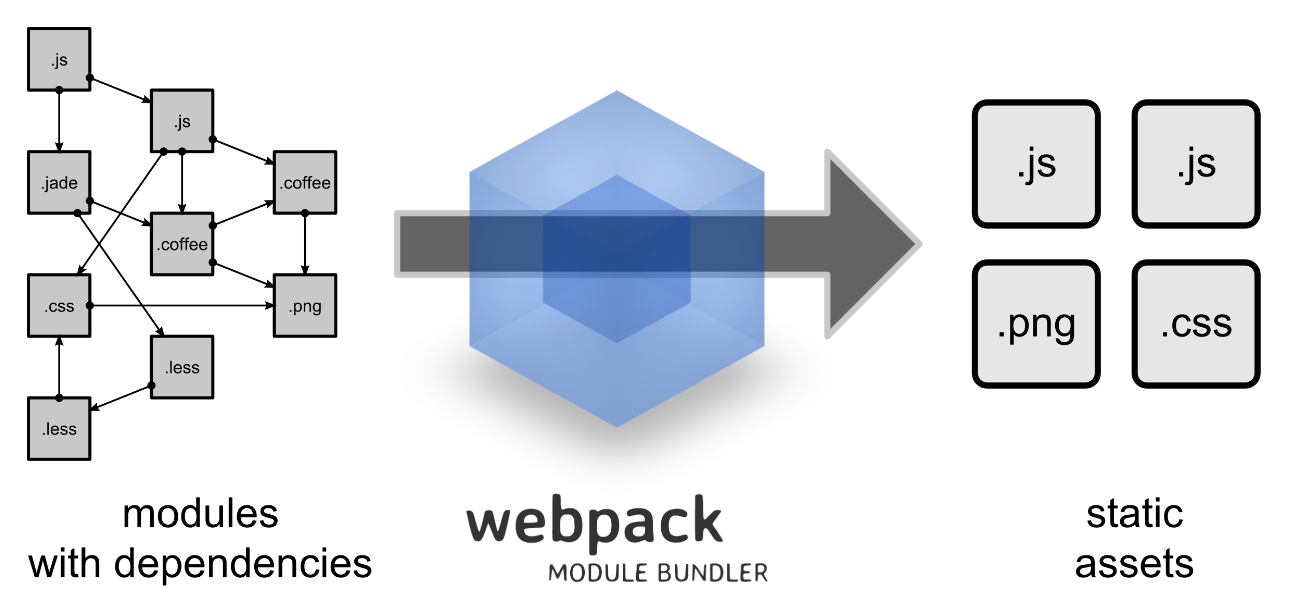 .js
.js
.jade
.coffee
.coffee
.css
.png
.less
.less
modules
with dependencies
webpack
MODULE BUNDLER
.js
.js
.png
.css
static
assets